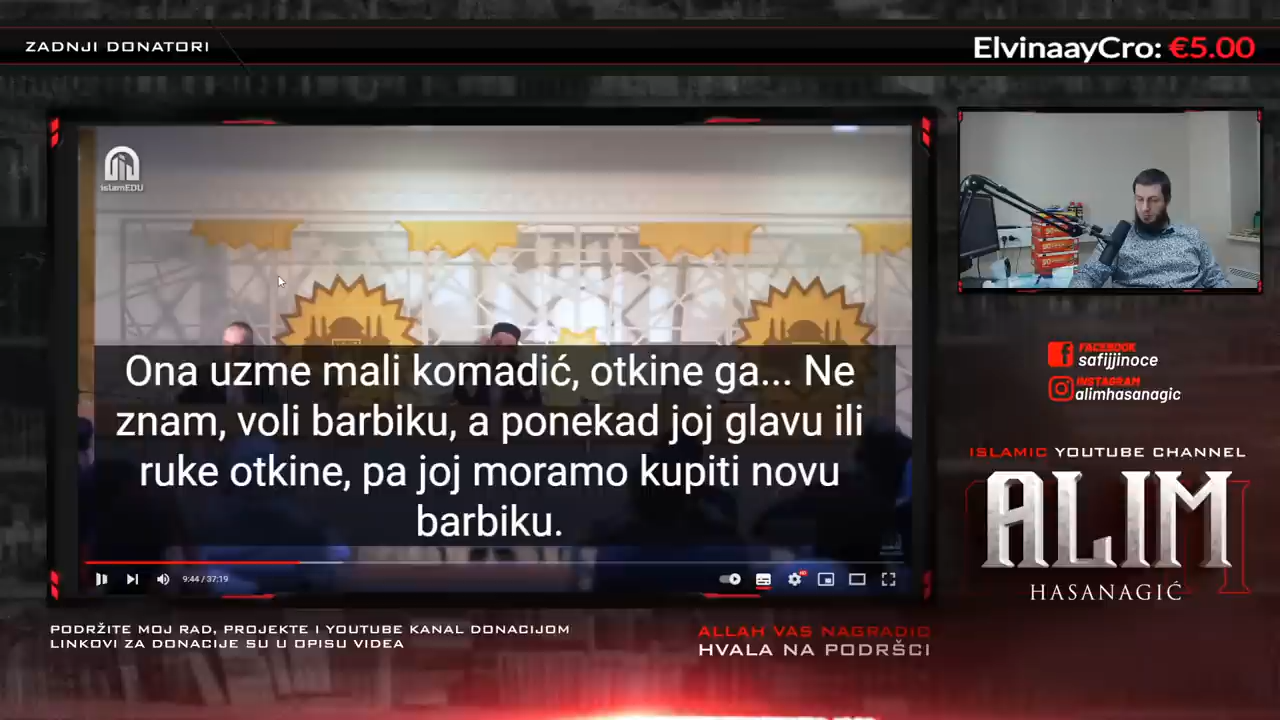 ZADNJI DONATORI
ElvinaayCro: €5.00
islamEDU
Ona uzme mali komadić, otkine ga... Ne
znam, voli barbiku, a ponekad joj glavu ili
ruke otkine, pa joj moramo kupiti novu
barbiku.
9:44 / 37:19
HD
FACEBOOK
safijjinoce
INSTAGRAM
alimhasanagic
ISLAMIC YOUTUBE CHANNEL
ALIM
HASANAGIĆ
PODRŽITE MOJ RAD, PROJEKTE I YOUTUBE KANAL DONACIJOM
LINKOVI ZA DONACIJE SU U OPISU VIDEA
ALLAH VAS NAGRADIO
HVALA NA PODRŠCI